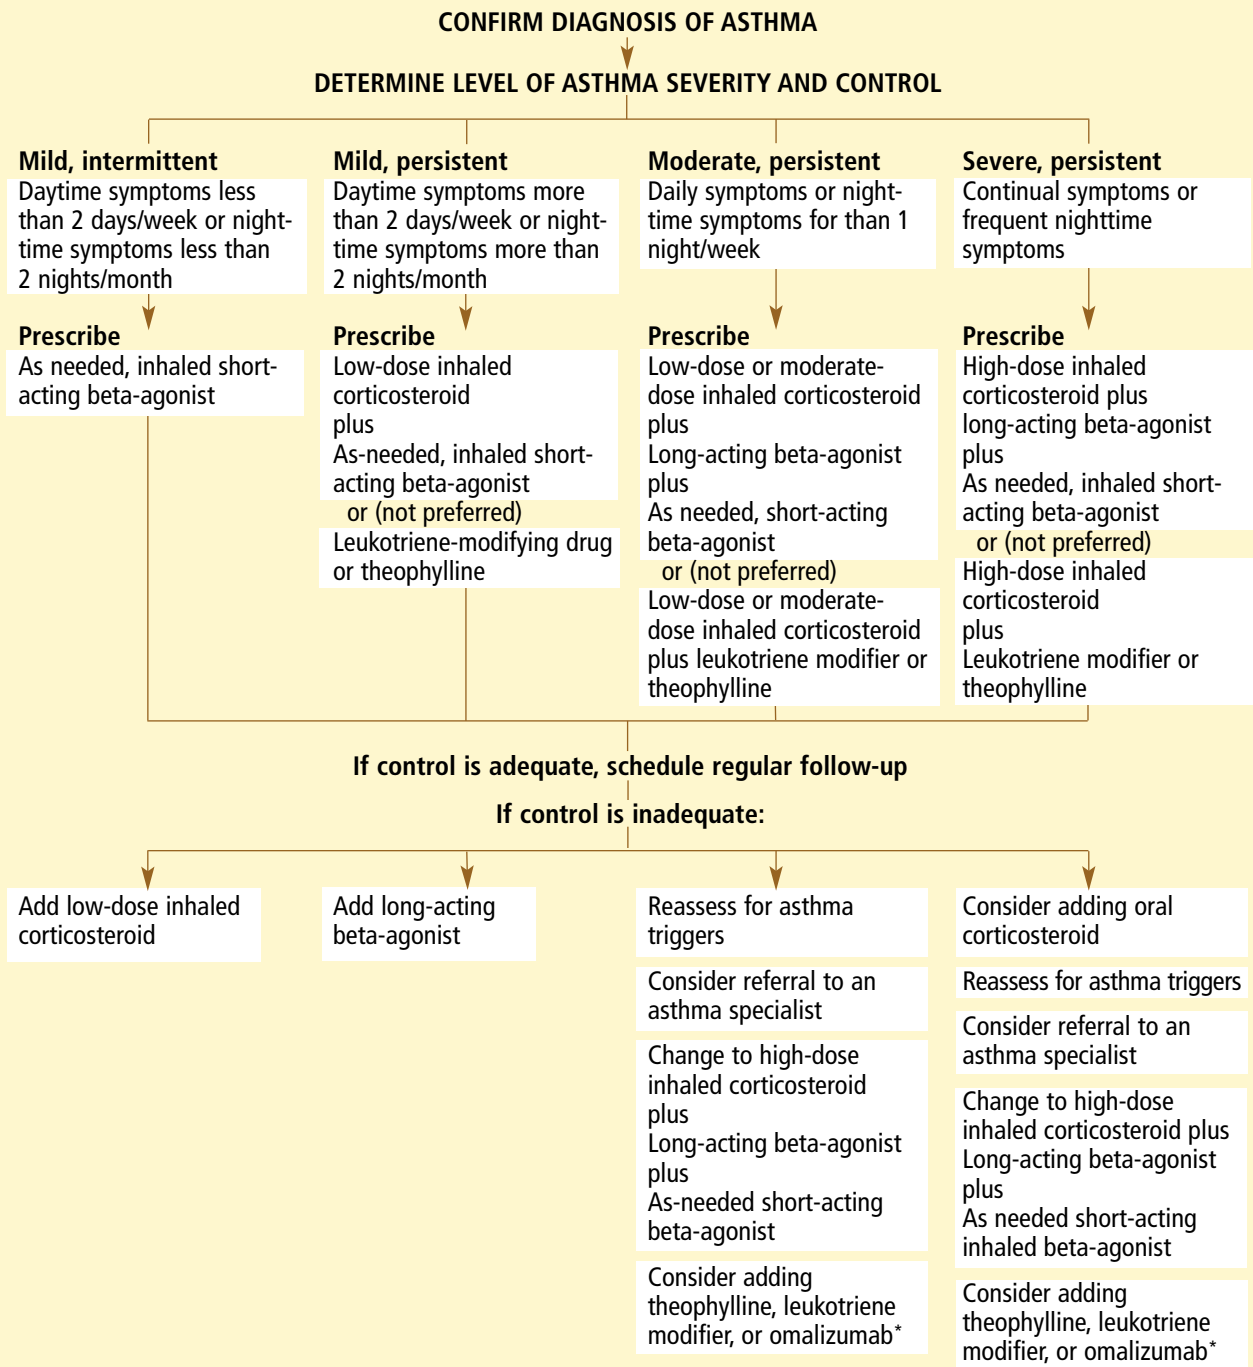 CONFIRM DIAGNOSIS OF ASTHMA
DETERMINE LEVEL OF ASTHMA SEVERITY AND CONTROL
Mild, intermittent
Daytime symptoms less
than 2 days/week or night-
time symptoms less than
2 nights/month
Prescribe
As needed, inhaled short-
acting beta-agonist
Mild, persistent
Daytime symptoms more
than 2 days/week or night-
time symptoms more than
2 nights/month
Prescribe
Low-dose inhaled
corticosteroid
plus
As-needed, inhaled short-
acting beta-agonist
or (not preferred)
Leukotriene-modifying drug
or theophylline
Moderate, persistent
Daily symptoms or night-
time symptoms for than 1
night/week
Prescribe
Low-dose or moderate-
dose inhaled corticosteroid
plus
Long-acting beta-agonist
plus
As needed, short-acting
beta-agonist
or (not preferred)
Low-dose or moderate-
dose inhaled corticosteroid
plus leukotriene modifier or
theophylline
Severe, persistent
Continual symptoms or
frequent nighttime
symptoms
Prescribe
High-dose inhaled
corticosteroid plus
long-acting beta-agonist
plus
As needed, inhaled short-
acting beta-agonist
or (not preferred)
High-dose inhaled
corticosteroid
plus
Leukotriene modifier or
theophylline
If control is adequate, schedule regular follow-up
If control is inadequate:
Add low-dose inhaled
corticosteroid
Add long-acting
beta-agonist
Reassess for asthma
triggers
Consider referral to an
asthma specialist
Change to high-dose
inhaled corticosteroid
plus
Long-acting beta-agonist
plus
As-needed short-acting
beta-agonist
Consider adding
theophylline, leukotriene
modifier, or omalizumab*
Consider adding oral
corticosteroid
Reassess for asthma triggers
Consider referral to an
asthma specialist
Change to high-dose
inhaled corticosteroid plus
Long-acting beta-agonist
plus
As needed short-acting
inhaled beta-agonist
Consider adding
theophylline, leukotriene
modifier, or omalizumab*